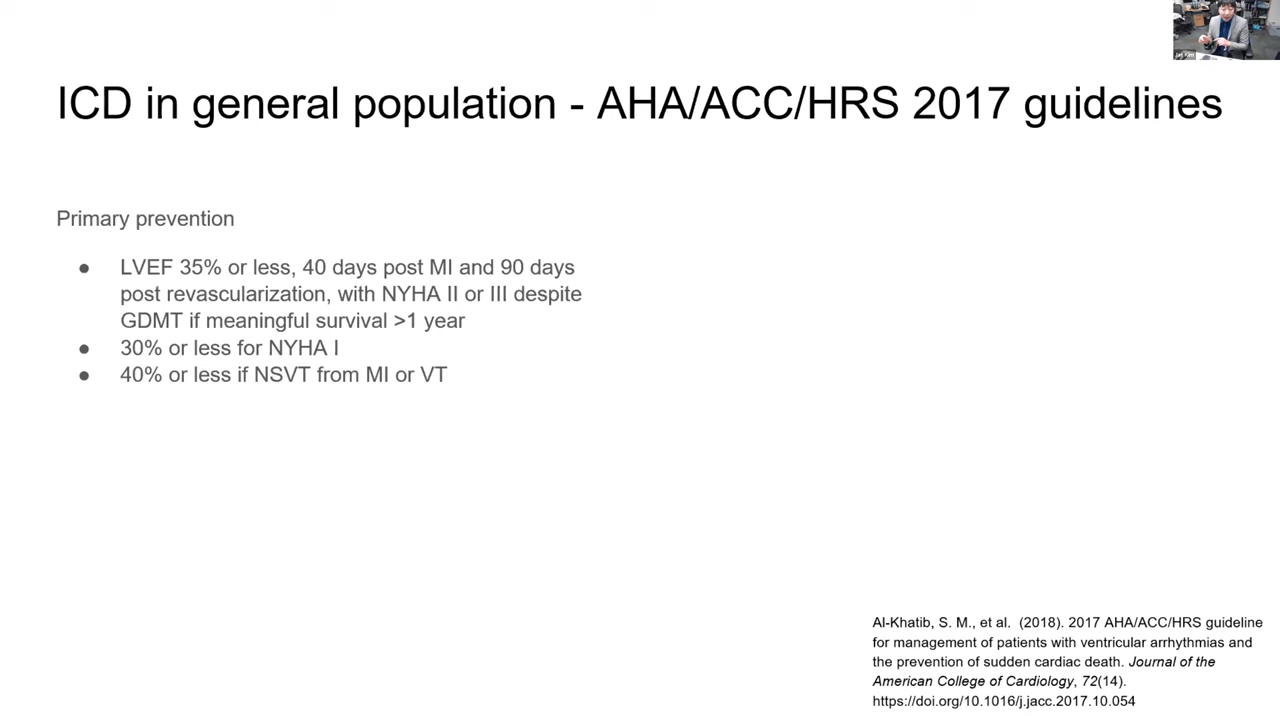 ICD in general population - AHA/ACC/HRS 2017 guidelines
Primary prevention
● LVEF 35% or less, 40 days post MI and 90 days
post revascularization, with NYHA II or III despite
GDMT if meaningful survival >1 year
● 30% or less for NYHA I
● 40% or less if NSVT from MI or VT
Al-Khatib, S. M., et al. (2018). 2017 AHA/ACC/HRS guideline
for management of patients with ventricular arrhythmias and
the prevention of sudden cardiac death. Journal of the
American College of Cardiology, 72(14).
https://doi.org/10.1016/j.jacc.2017.10.054